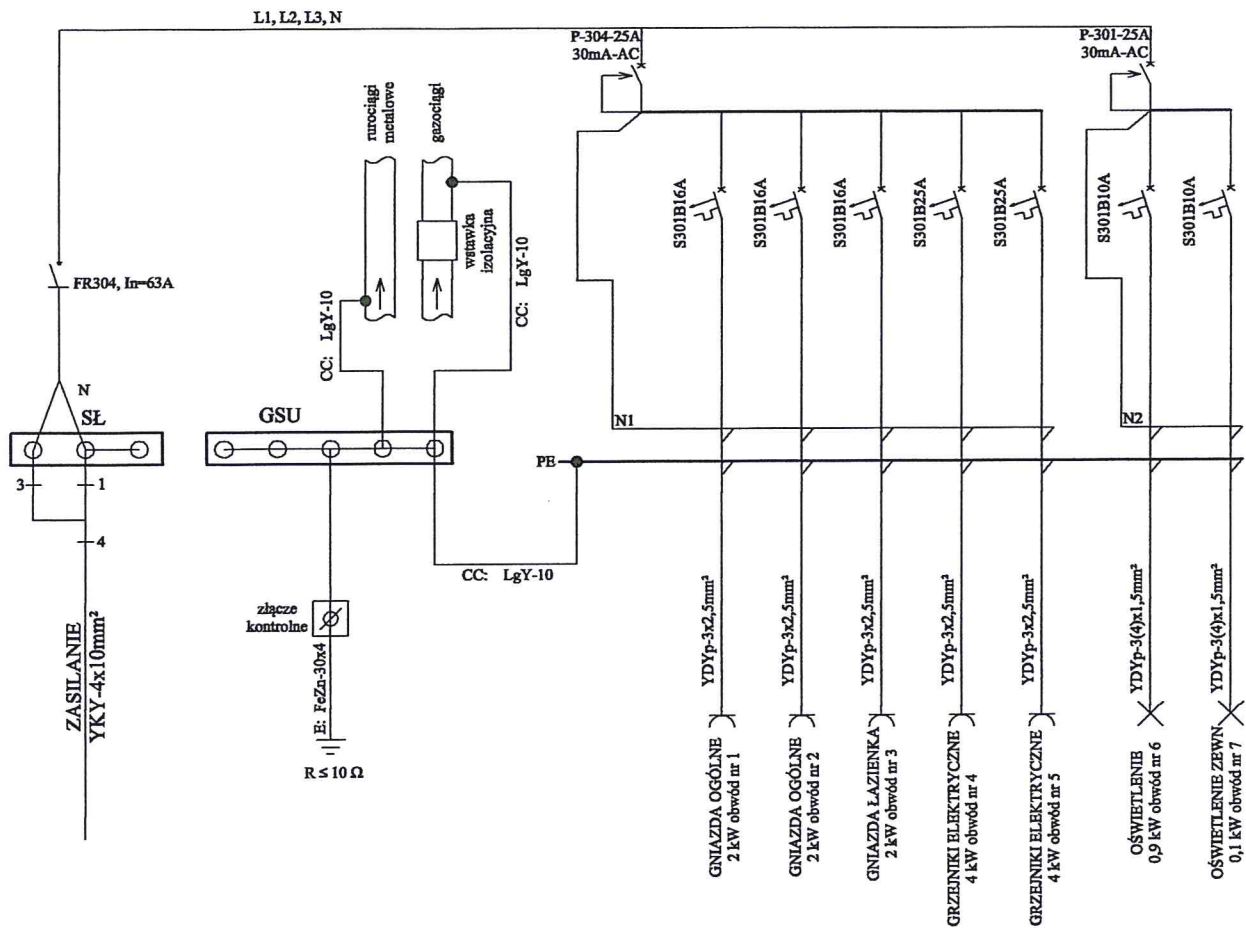 L1, L2, L3, N
P-304-25A
30mA-AC
P-301-25A
30mA-AC
rurociągi
metalowe
gazociągi
wstawka
izolacyjna
CC: LgY-10
CC: LgY-10
FR304, In=63A
S301B16A
S301B16A
S301B16A
S301B25A
S301B25A
S301B10A
S301B10A
N
SŁ
GSU
N1
N2
PE
3
1
4
CC: LgY-10
złącze
kontrolne
E: FeZn-30x4
R ≤ 10 Ω
ZASILANIE
YKY-4x10mm²
YDYp-3x2,5mm²
YDYp-3x2,5mm²
YDYp-3x2,5mm²
YDYp-3x2,5mm²
YDYp-3x2,5mm²
YDYp-3(4)x1,5mm²
YDYp-3(4)x1,5mm²
GNIAZDA OGÓLNE
2 kW obwód nr 1
GNIAZDA OGÓLNE
2 kW obwód nr 2
GNIAZDA ŁAZIENKA
2 kW obwód nr 3
GRZEJNIKI ELEKTRYCZNE
4 kW obwód nr 4
GRZEJNIKI ELEKTRYCZNE
4 kW obwód nr 5
OŚWIETLENIE
0,9 kW obwód nr 6
OŚWIETLENIE ZEWN
0,1 kW obwód nr 7